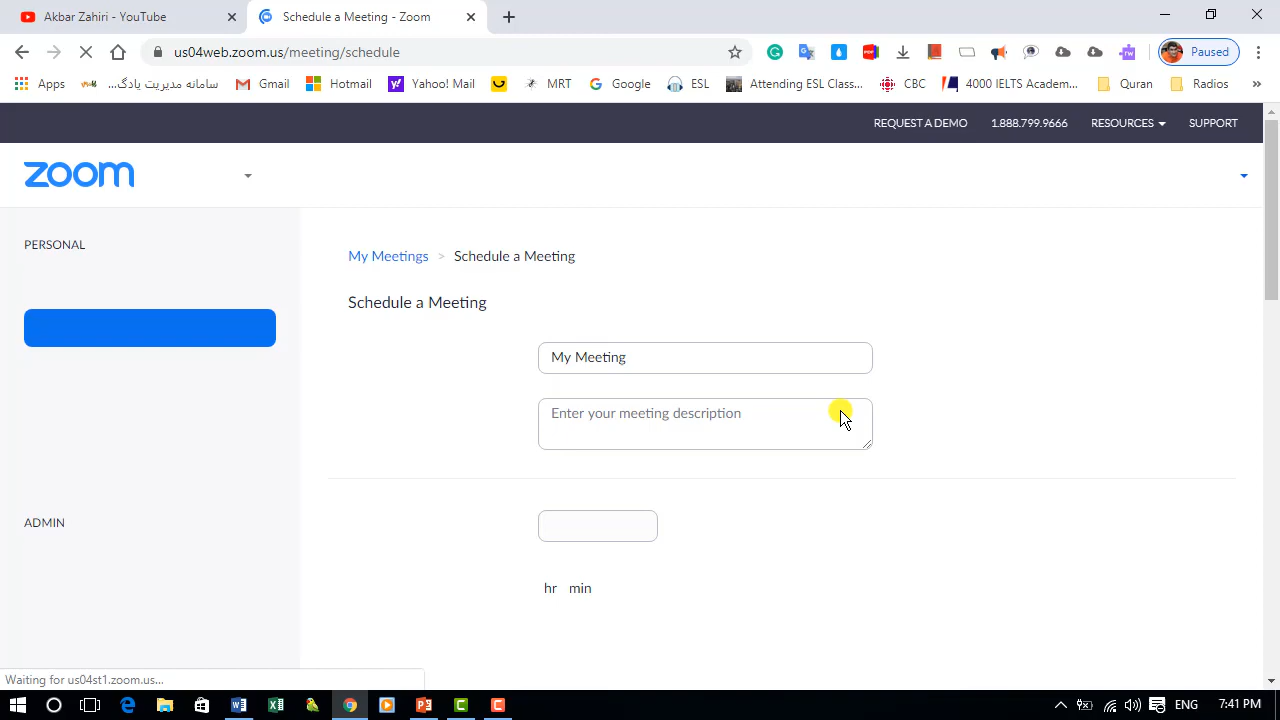 Akbar Zahiri - YouTube
Schedule a Meeting - Zoom
us04web.zoom.us/meeting/schedule
Paused
Apps
سامانه مدیریت یادگ...
Gmail
Hotmail
Yahoo! Mail
MRT
Google
ESL
Attending ESL Class...
CBC
4000 IELTS Academ...
Quran
Radios
REQUEST A DEMO
1.888.799.9666
RESOURCES
SUPPORT
zoom
PERSONAL
My Meetings > Schedule a Meeting
Schedule a Meeting
My Meeting
Enter your meeting description
ADMIN
hr min
Waiting for us04st1.zoom.us...
ENG
7:41 PM